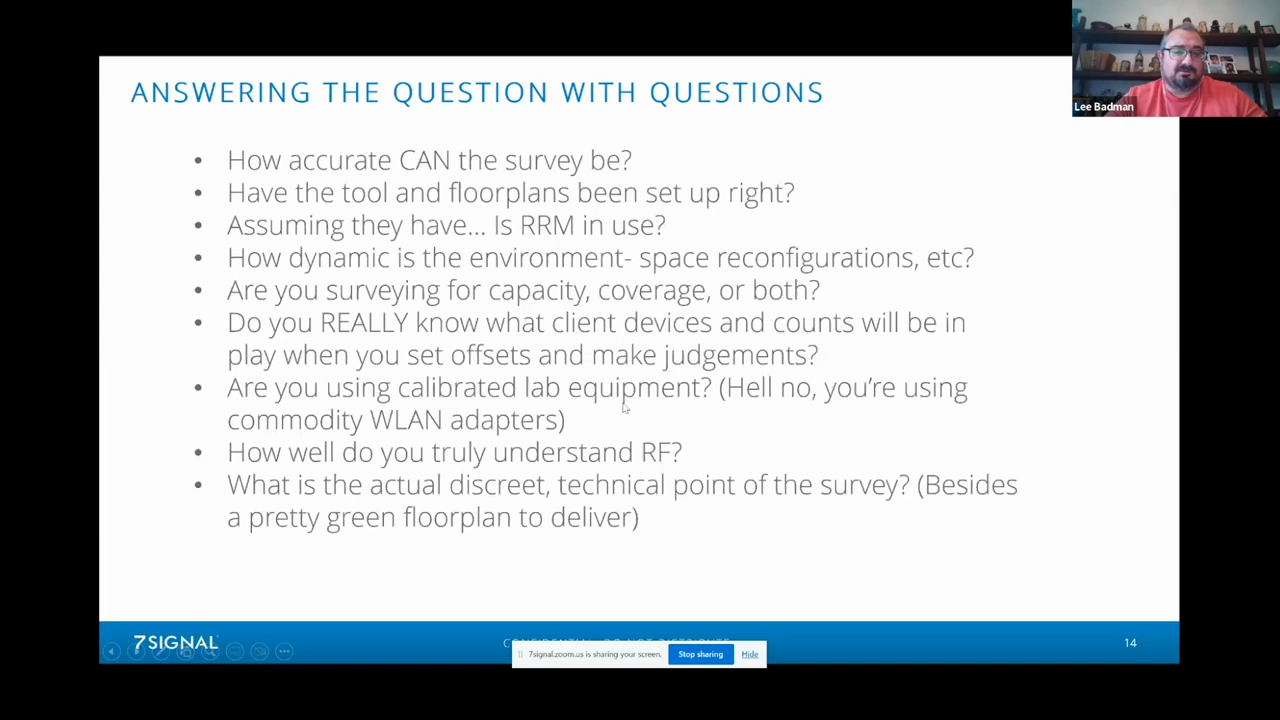 ANSWERING THE QUESTION WITH QUESTIONS
Lee Badman
• How accurate CAN the survey be?
• Have the tool and floorplans been set up right?
• Assuming they have... Is RRM in use?
• How dynamic is the environment- space reconfigurations, etc?
• Are you surveying for capacity, coverage, or both?
• Do you REALLY know what client devices and counts will be in
play when you set offsets and make judgements?
• Are you using calibrated lab equipment? (Hell no, you're using
commodity WLAN adapters)
• How well do you truly understand RF?
• What is the actual discreet, technical point of the survey? (Besides
a pretty green floorplan to deliver)
7SIGNAL
14
7signal.zoom.us is sharing your screen. Stop sharing Hide